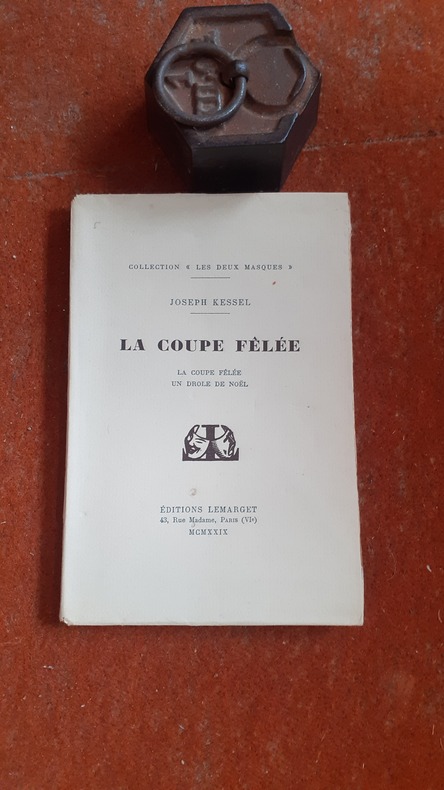 COLLECTION « LES DEUX MASQUES »
JOSEPH KESSEL
LA COUPE FÊLÉE
LA COUPE FÊLÉE
UN DROLE DE NOËL
ÉDITIONS LEMARGET
43, Rue Madame, PARIS (VIe)
MCMXXIX